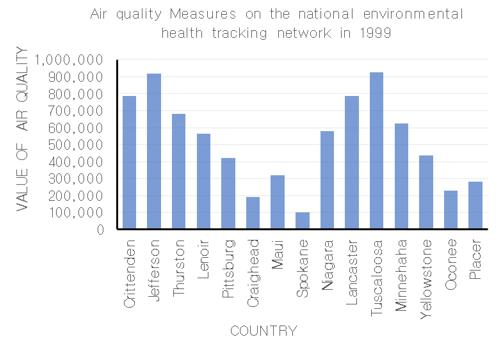 Air quality Measures on the national environmental
health tracking network in 1999
VALUE OF AIR QUALITY
1,000,000
900,000
800,000
700,000
600,000
500,000
400,000
300,000
200,000
100,000
0
Crittenden
Jefferson
Thurston
Lenoir
Pittsburg
Craighead
Maui
Spokane
Niagara
Lancaster
Tuscaloosa
Minnehaha
Yellowstone
Oconee
Placer
COUNTRY